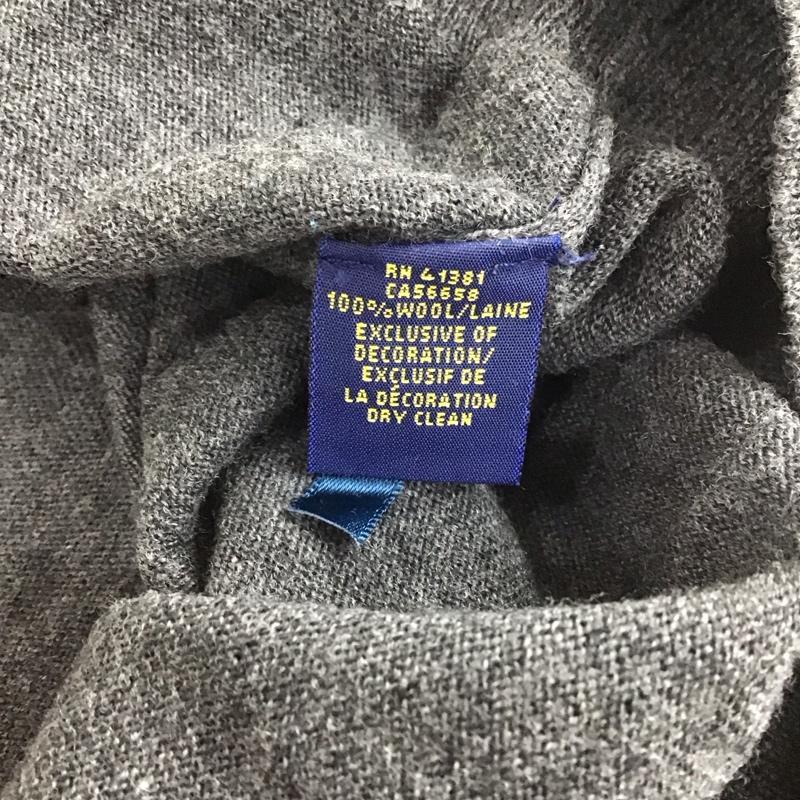 RN 41381
CA56658
100% WOOL/LAINE
EXCLUSIVE OF
DECORATION/
EXCLUSIF DE
LA DÉCORATION
DRY CLEAN